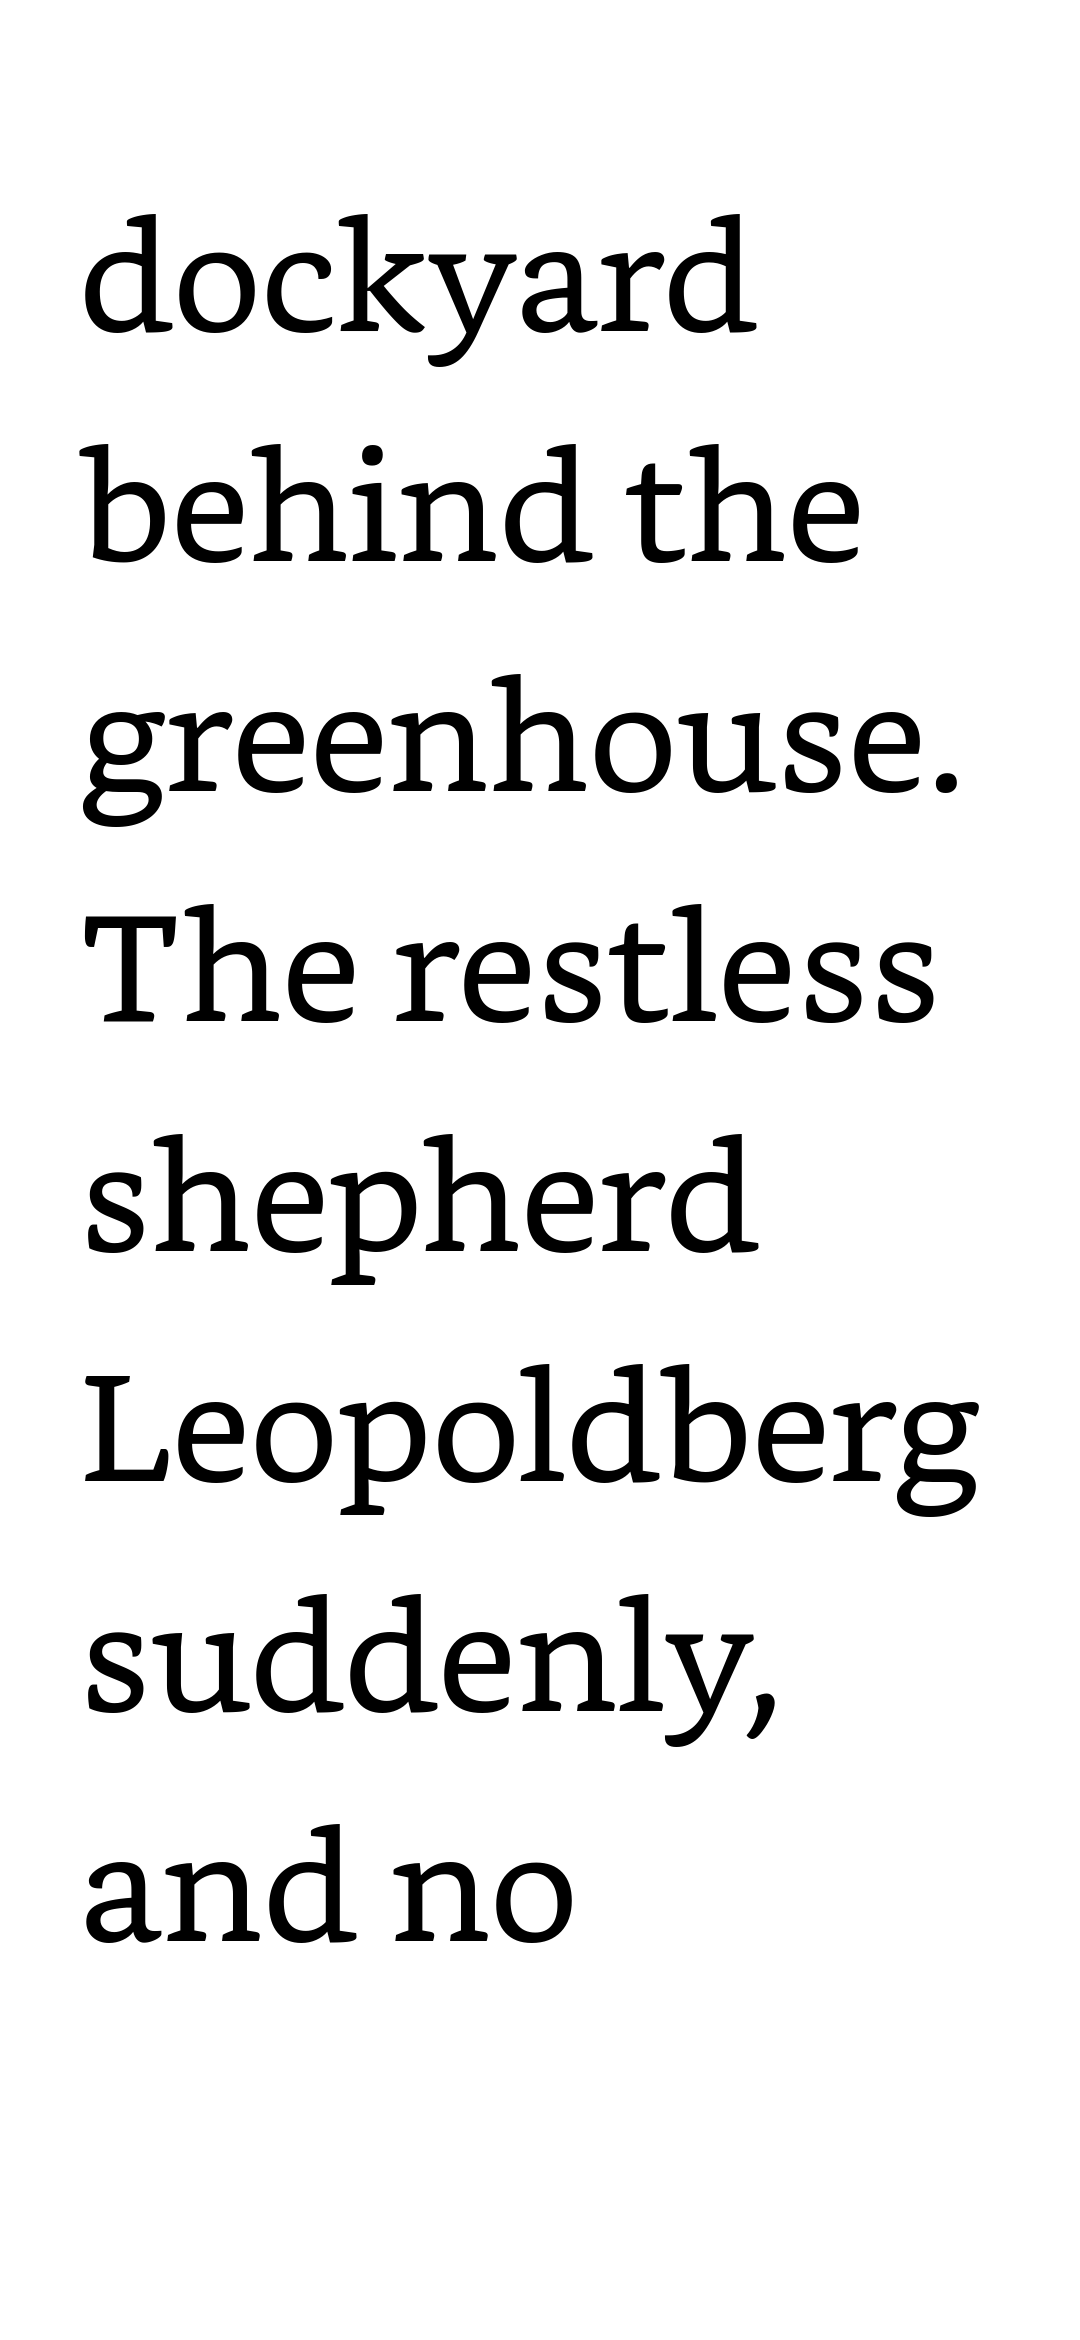 dockyard
behind the
greenhouse.
The restless
shepherd
Leopoldberg
suddenly,
and no